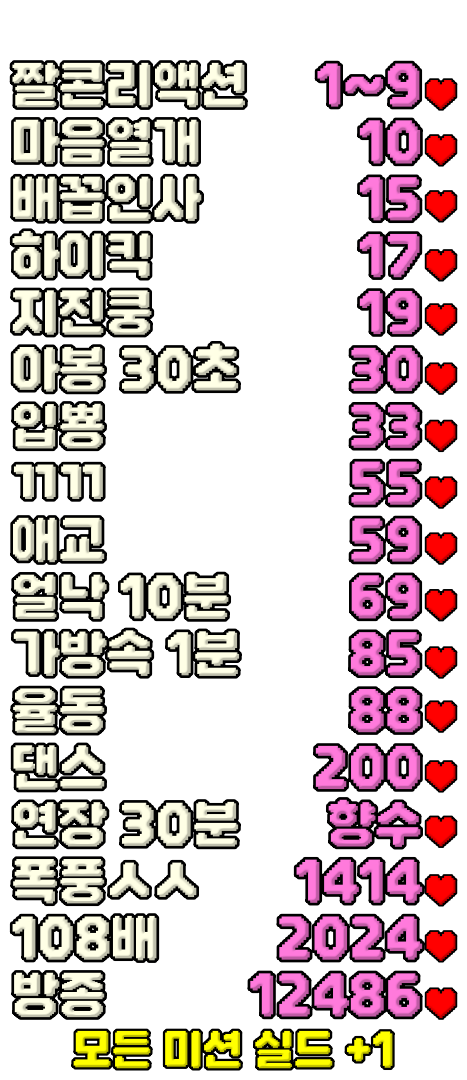 짤콘리액션 1~9
마음열개 10
배꼽인사 15
하이킥 17
지진쿵 19
아봉 30초 30
입뽕 33
ㄲㄲ 55
애교 59
얼낙 10분 69
가방속 1분 85
율동 88
댄스 200
연장 30분 향수
폭풍ㅅㅅ 1414
108배 2024
방종 12486
모든 미션 실드 +1